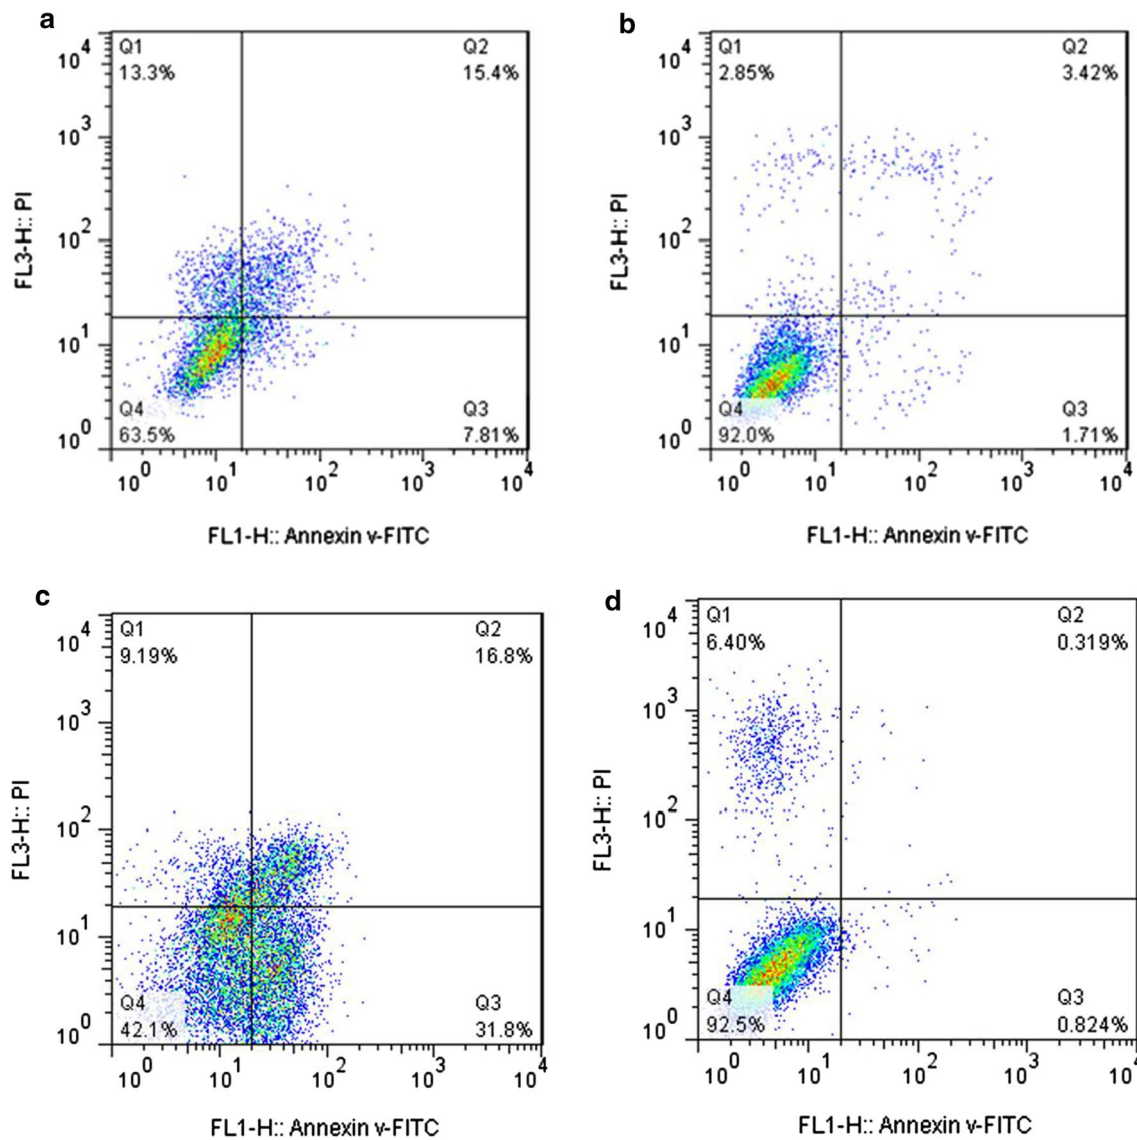 a
Q1
13.3%
Q2
15.4%
Q4
63.5%
Q3
7.81%
10^4
10^3
10^2
10^1
10^0
FL3-H:: PI
10^0 10^1 10^2 10^3 10^4
FL1-H:: Annexin v-FITC
b
Q1
2.85%
Q2
3.42%
Q4
92.0%
Q3
1.71%
10^4
10^3
10^2
10^1
10^0
FL3-H:: PI
10^0 10^1 10^2 10^3 10^4
FL1-H:: Annexin v-FITC
c
Q1
9.19%
Q2
16.8%
Q4
42.1%
Q3
31.8%
10^4
10^3
10^2
10^1
10^0
FL3-H:: PI
10^0 10^1 10^2 10^3 10^4
FL1-H:: Annexin v-FITC
d
Q1
6.40%
Q2
0.319%
Q4
92.5%
Q3
0.824%
10^4
10^3
10^2
10^1
10^0
FL3-H:: PI
10^0 10^1 10^2 10^3 10^4
FL1-H:: Annexin v-FITC